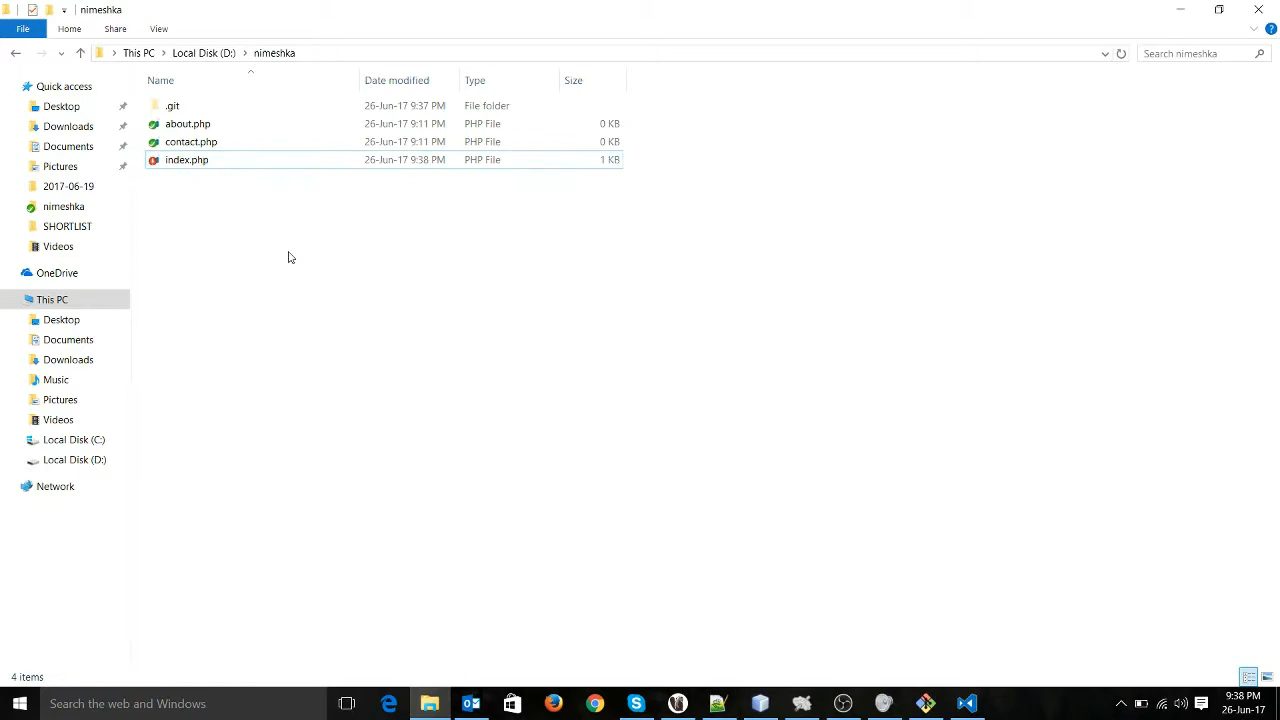 nimeshka
File Home Share View
This PC Local Disk (D:) nimeshka Search nimeshka
Name Date modified Type Size
.git 26-Jun-17 9:37 PM File folder
about.php 26-Jun-17 9:11 PM PHP File 0 KB
contact.php 26-Jun-17 9:11 PM PHP File 0 KB
index.php 26-Jun-17 9:38 PM PHP File 1 KB
Quick access
Desktop
Downloads
Documents
Pictures
2017-06-19
nimeshka
SHORTLIST
Videos
OneDrive
This PC
Desktop
Documents
Downloads
Music
Pictures
Videos
Local Disk (C:)
Local Disk (D:)
Network
4 items
Search the web and Windows
9:38 PM
26-Jun-17